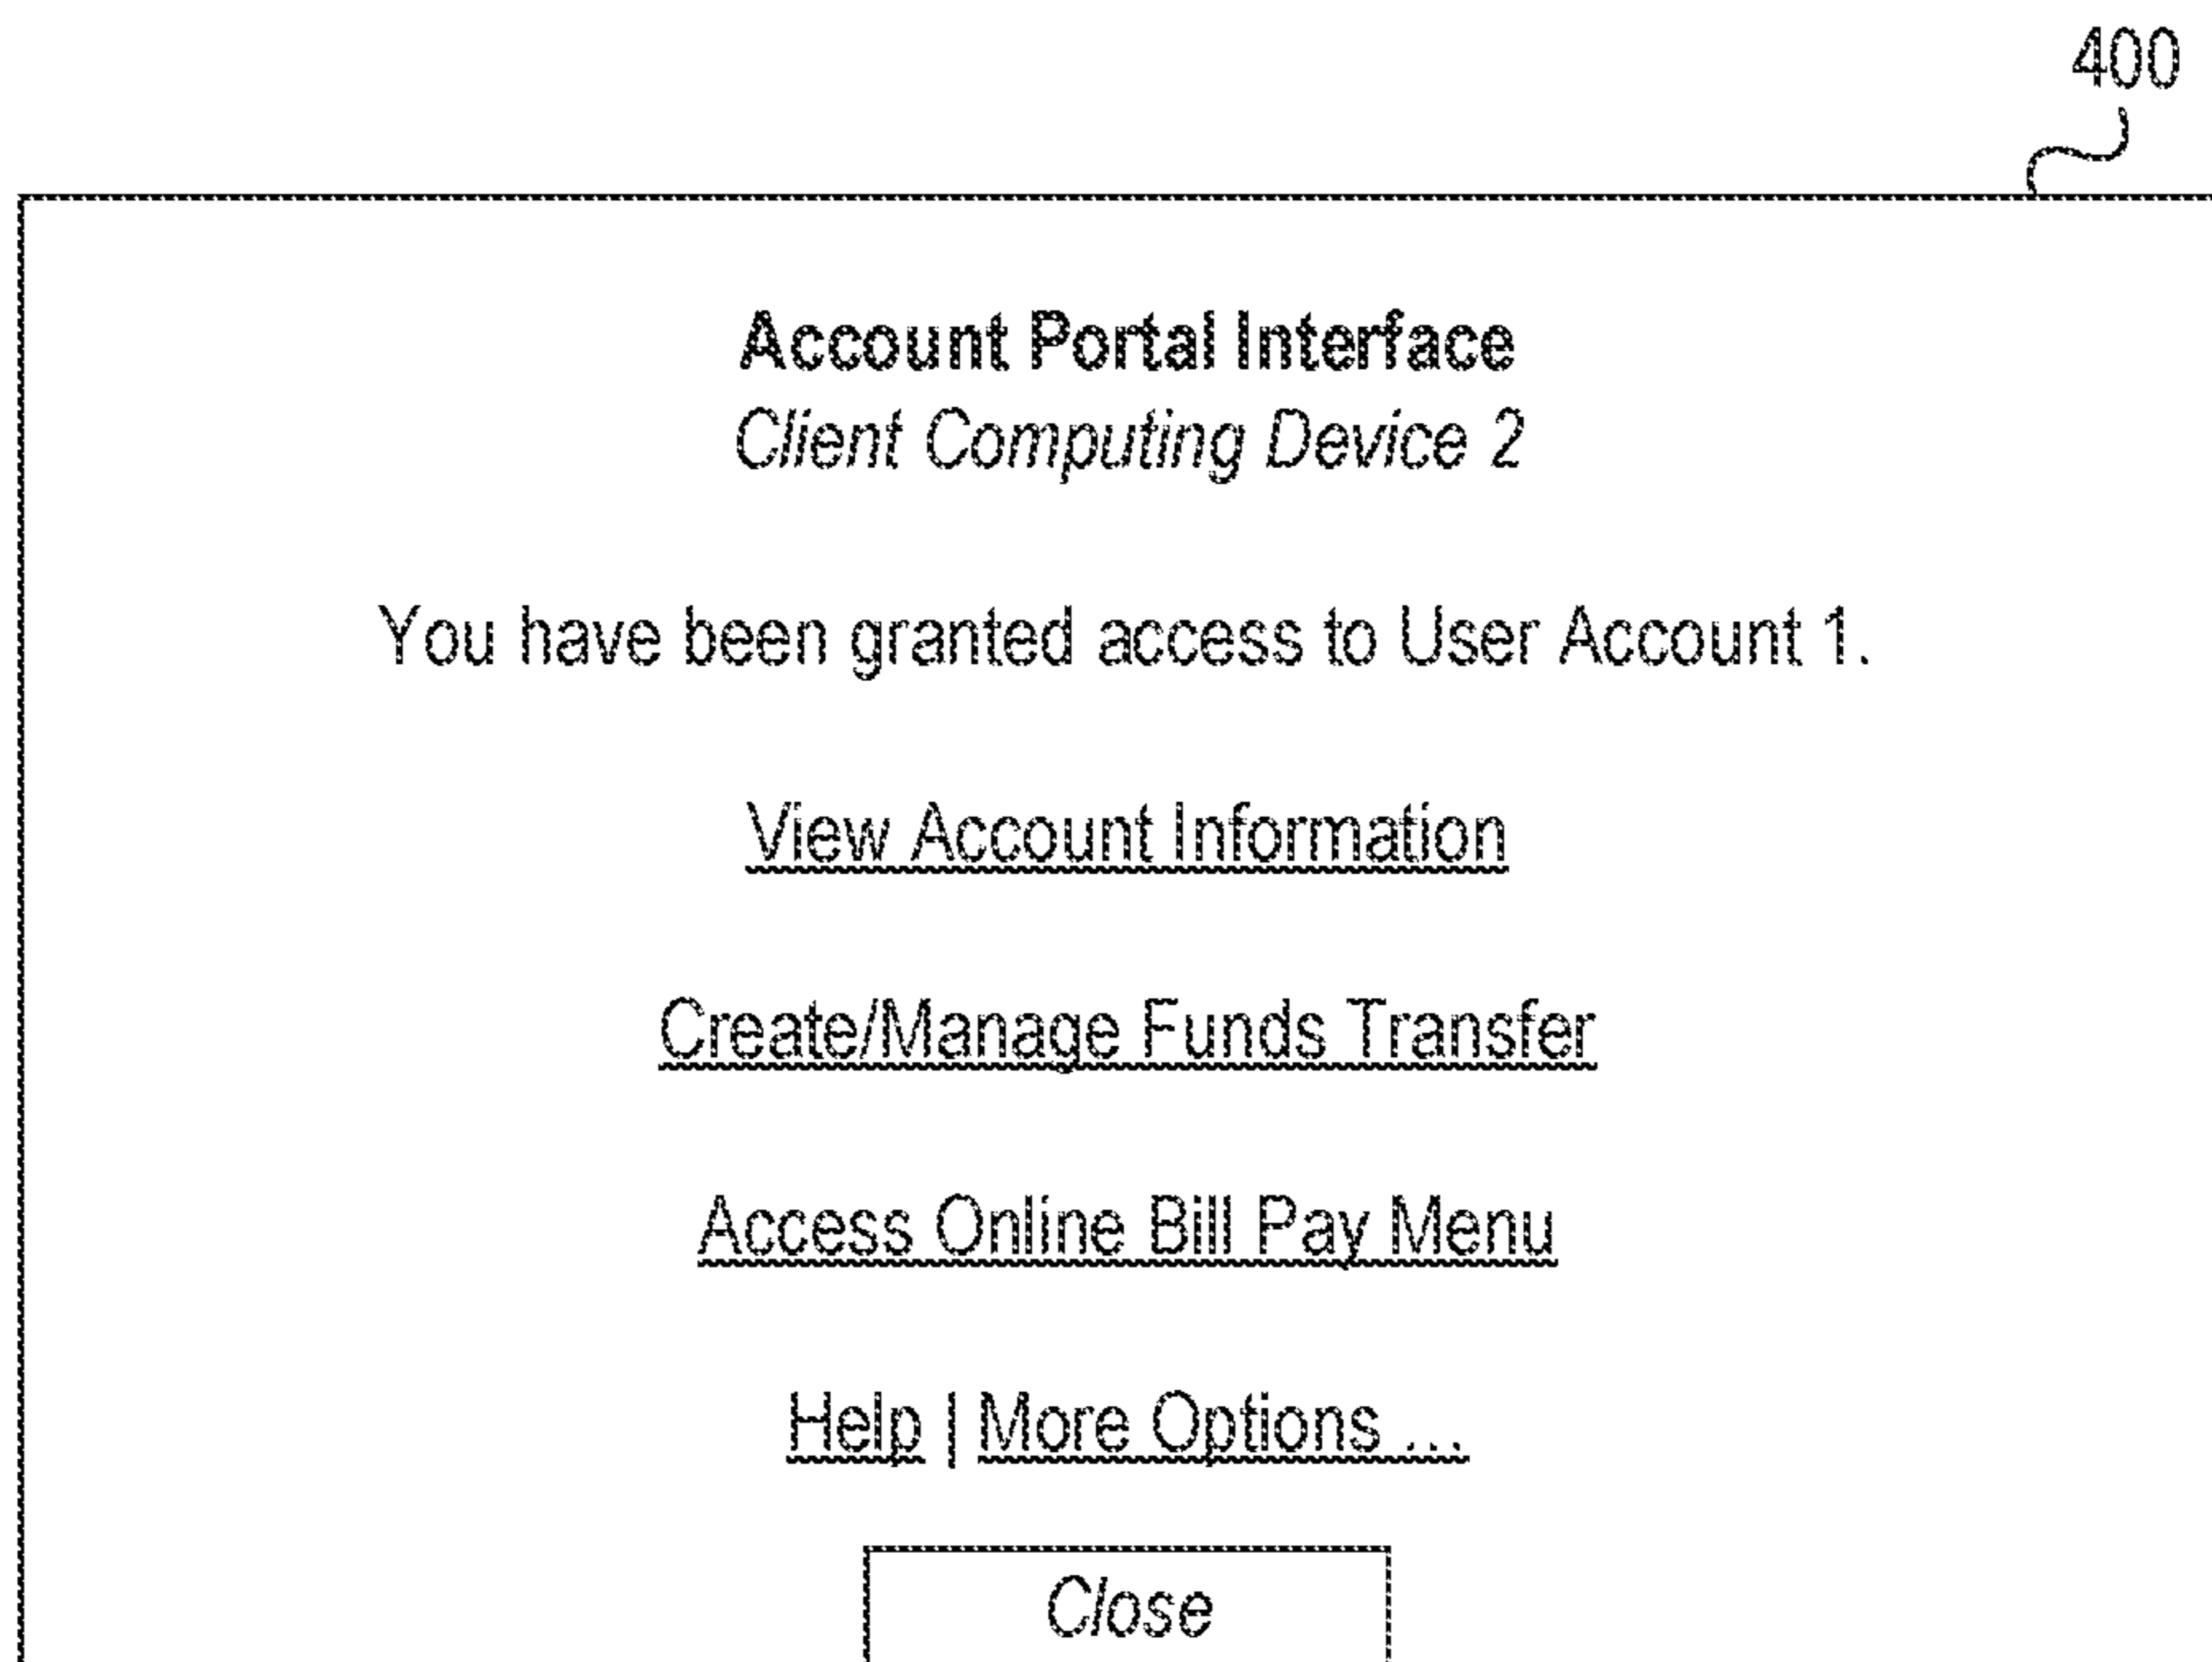 400
Account Portal Interface
Client Computing Device 2
You have been granted access to User Account 1.
View Account Information
Create/Manage Funds Transfer
Access Online Bill Pay Menu
Help | More Options ...
Close